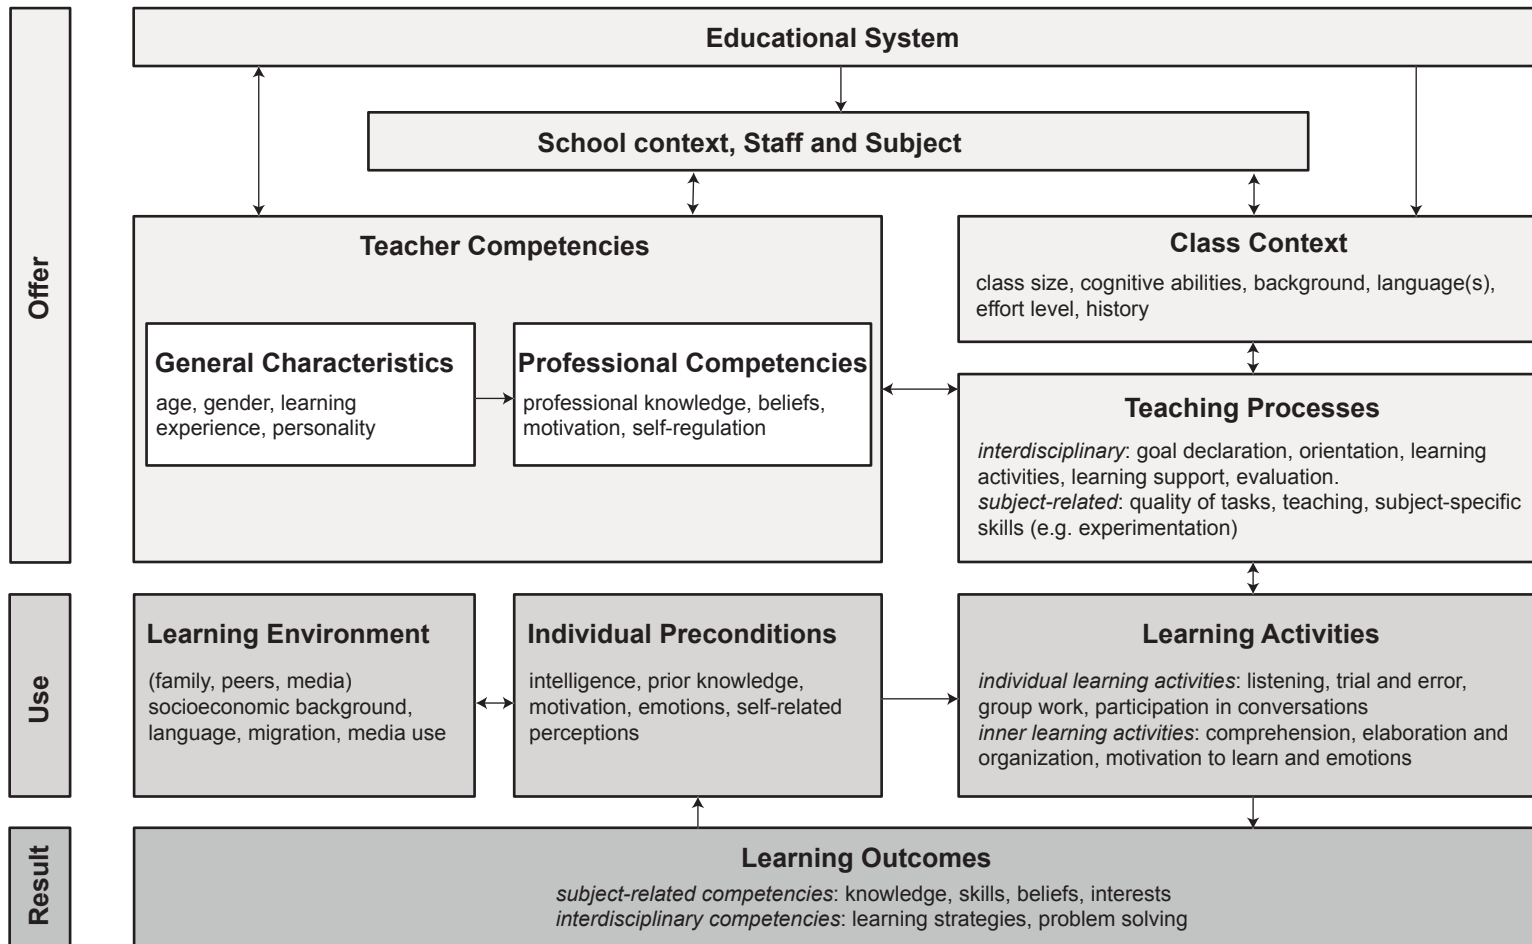 Offer
Educational System
School context, Staff and Subject
Teacher Competencies
General Characteristics
age, gender, learning
experience, personality
Professional Competencies
professional knowledge, beliefs,
motivation, self-regulation
Class Context
class size, cognitive abilities, background, language(s),
effort level, history
Teaching Processes
interdisciplinary: goal declaration, orientation, learning
activities, learning support, evaluation.
subject-related: quality of tasks, teaching, subject-specific
skills (e.g. experimentation)
Use
Learning Environment
(family, peers, media)
socioeconomic background,
language, migration, media use
Individual Preconditions
intelligence, prior knowledge,
motivation, emotions, self-related
perceptions
Learning Activities
individual learning activities: listening, trial and error,
group work, participation in conversations
inner learning activities: comprehension, elaboration and
organization, motivation to learn and emotions
Result
Learning Outcomes
subject-related competencies: knowledge, skills, beliefs, interests
interdisciplinary competencies: learning strategies, problem solving